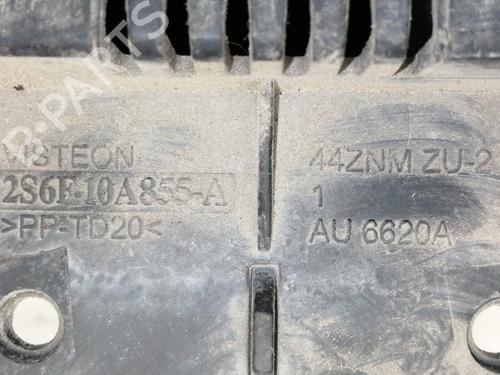 VISTEON
2S6F-10A855-A
>PP-TD20<
44ZNM ZU-2
1
AU 6620A